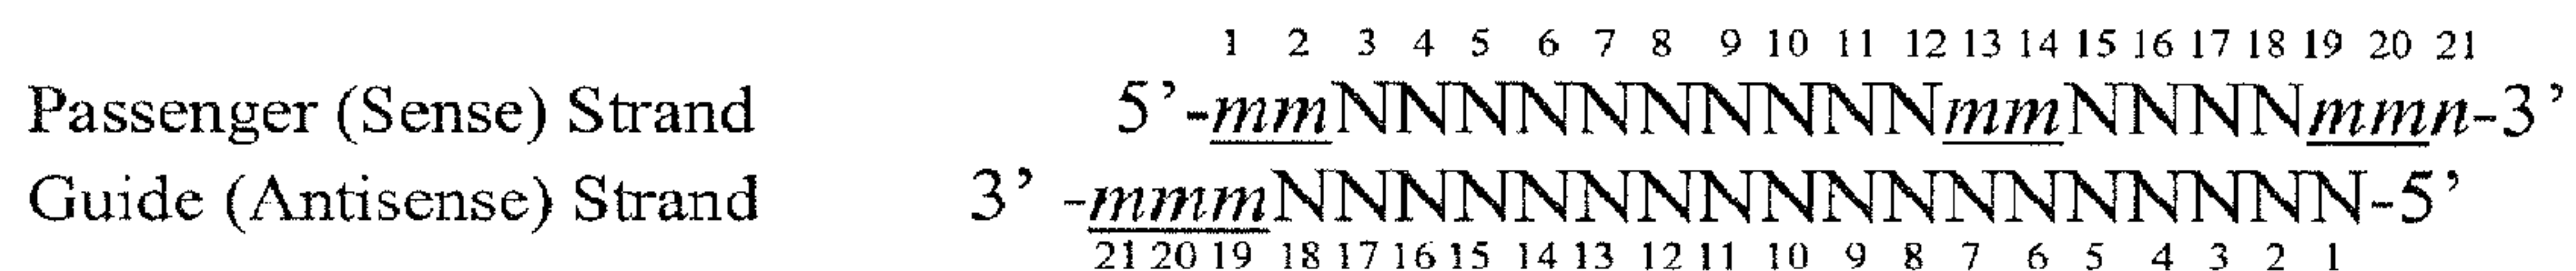 1 2 3 4 5 6 7 8 9 10 11 12 13 14 15 16 17 18 19 20 21
Passenger (Sense) Strand 5’-mmNNNNNNNNNNmmNNNNmmn-3’
Guide (Antisense) Strand 3’ -mmmNNNNNNNNNNNNNNNNNN-5’
21 20 19 18 17 16 15 14 13 12 11 10 9 8 7 6 5 4 3 2 1